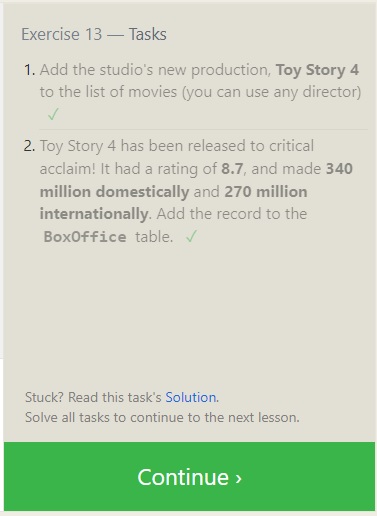 Exercise 13 — Tasks
1. Add the studio's new production, Toy Story 4
to the list of movies (you can use any director)
✓
2. Toy Story 4 has been released to critical
acclaim! It had a rating of 8.7, and made 340
million domestically and 270 million
internationally. Add the record to the
BoxOffice table. ✓
Stuck? Read this task's Solution.
Solve all tasks to continue to the next lesson.
Continue ›